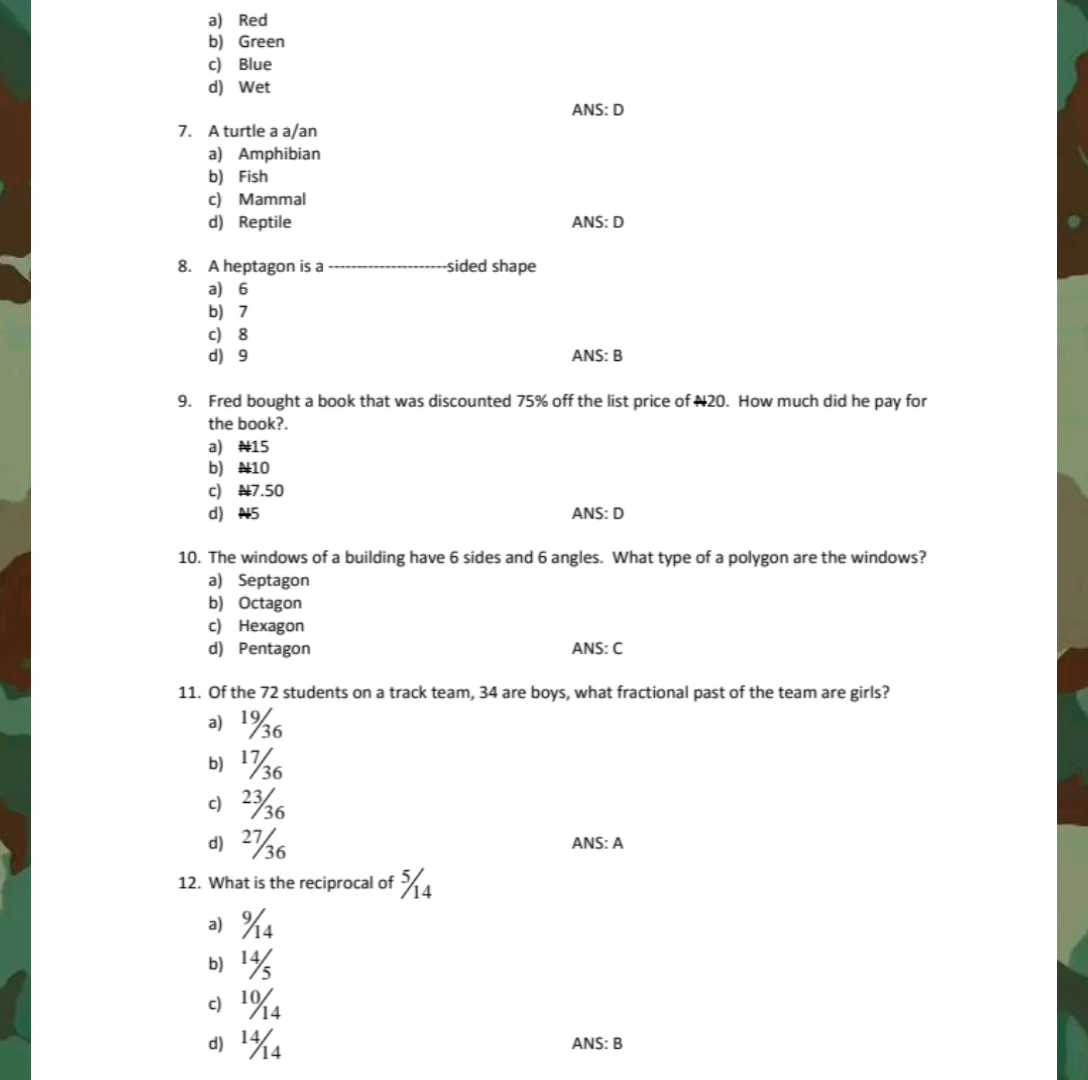 a) Red
b) Green
c) Blue
d) Wet
ANS: D
7. A turtle a a/an
a) Amphibian
b) Fish
c) Mammal
d) Reptile ANS: D
8. A heptagon is a ---------------------sided shape
a) 6
b) 7
c) 8
d) 9 ANS: B
9. Fred bought a book that was discounted 75% off the list price of ₦20. How much did he pay for
the book?.
a) ₦15
b) ₦10
c) ₦7.50
d) ₦5 ANS: D
10. The windows of a building have 6 sides and 6 angles. What type of a polygon are the windows?
a) Septagon
b) Octagon
c) Hexagon
d) Pentagon ANS: C
11. Of the 72 students on a track team, 34 are boys, what fractional past of the team are girls?
a) 19/36
b) 17/36
c) 23/36
d) 27/36 ANS: A
12. What is the reciprocal of 5/14
a) 9/14
b) 14/5
c) 10/14
d) 14/14 ANS: B